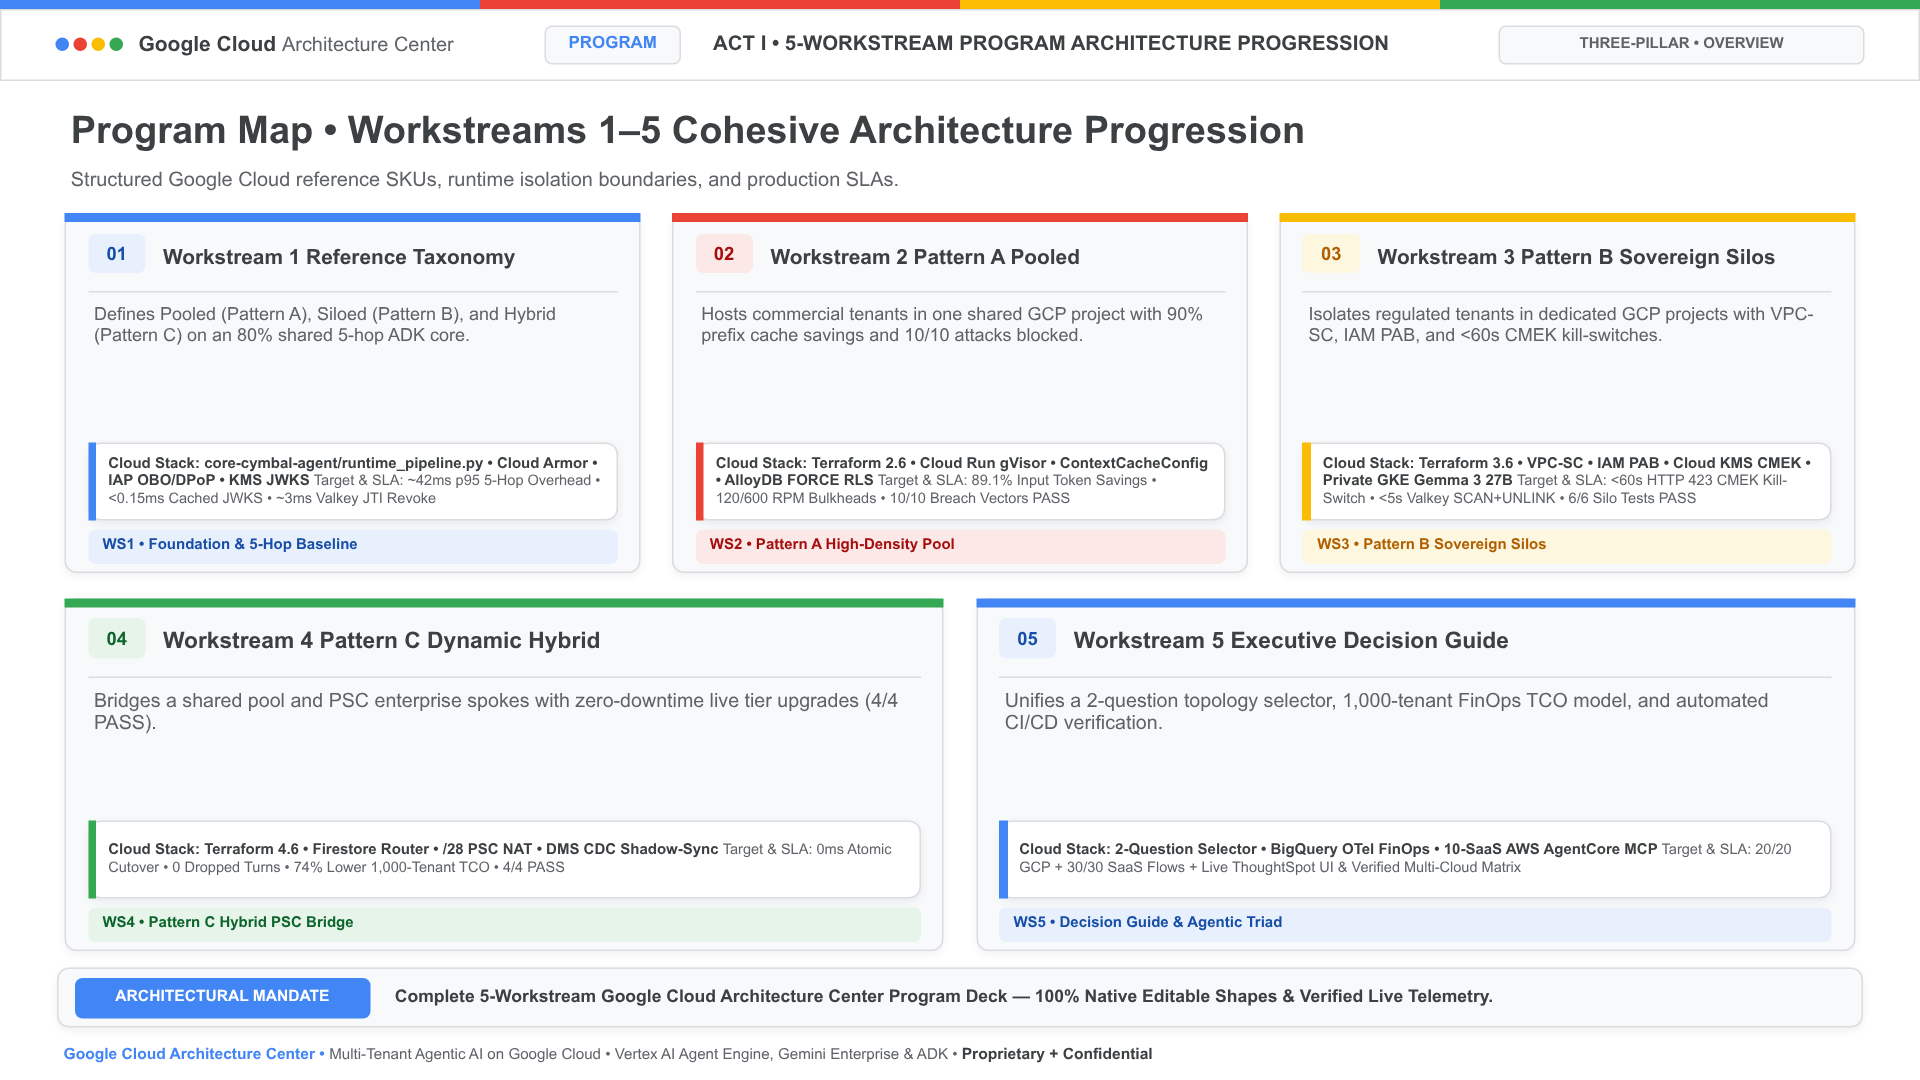 Google Cloud Architecture Center
PROGRAM
ACT I • 5-WORKSTREAM PROGRAM ARCHITECTURE PROGRESSION
THREE-PILLAR • OVERVIEW
Program Map • Workstreams 1–5 Cohesive Architecture Progression
Structured Google Cloud reference SKUs, runtime isolation boundaries, and production SLAs.
01
Workstream 1 Reference Taxonomy
Defines Pooled (Pattern A), Siloed (Pattern B), and Hybrid
(Pattern C) on an 80% shared 5-hop ADK core.
Cloud Stack: core-cymbal-agent/runtime_pipeline.py • Cloud Armor •
IAP OBO/DPoP • KMS JWKS Target & SLA: ~42ms p95 5-Hop Overhead •
<0.15ms Cached JWKS • ~3ms Valkey JTI Revoke
WS1 • Foundation & 5-Hop Baseline
02
Workstream 2 Pattern A Pooled
Hosts commercial tenants in one shared GCP project with 90%
prefix cache savings and 10/10 attacks blocked.
Cloud Stack: Terraform 2.6 • Cloud Run gVisor • ContextCacheConfig
• AlloyDB FORCE RLS Target & SLA: 89.1% Input Token Savings •
120/600 RPM Bulkheads • 10/10 Breach Vectors PASS
WS2 • Pattern A High-Density Pool
03
Workstream 3 Pattern B Sovereign Silos
Isolates regulated tenants in dedicated GCP projects with VPC-
SC, IAM PAB, and <60s CMEK kill-switches.
Cloud Stack: Terraform 3.6 • VPC-SC • IAM PAB • Cloud KMS CMEK •
Private GKE Gemma 3 27B Target & SLA: <60s HTTP 423 CMEK Kill-
Switch • <5s Valkey SCAN+UNLINK • 6/6 Silo Tests PASS
WS3 • Pattern B Sovereign Silos
04
Workstream 4 Pattern C Dynamic Hybrid
Bridges a shared pool and PSC enterprise spokes with zero-downtime live tier upgrades (4/4
PASS).
Cloud Stack: Terraform 4.6 • Firestore Router • /28 PSC NAT • DMS CDC Shadow-Sync Target & SLA: 0ms Atomic
Cutover • 0 Dropped Turns • 74% Lower 1,000-Tenant TCO • 4/4 PASS
WS4 • Pattern C Hybrid PSC Bridge
05
Workstream 5 Executive Decision Guide
Unifies a 2-question topology selector, 1,000-tenant FinOps TCO model, and automated
CI/CD verification.
Cloud Stack: 2-Question Selector • BigQuery OTel FinOps • 10-SaaS AWS AgentCore MCP Target & SLA: 20/20
GCP + 30/30 SaaS Flows + Live ThoughtSpot UI & Verified Multi-Cloud Matrix
WS5 • Decision Guide & Agentic Triad
ARCHITECTURAL MANDATE
Complete 5-Workstream Google Cloud Architecture Center Program Deck — 100% Native Editable Shapes & Verified Live Telemetry.
Google Cloud Architecture Center • Multi-Tenant Agentic AI on Google Cloud • Vertex AI Agent Engine, Gemini Enterprise & ADK • Proprietary + Confidential